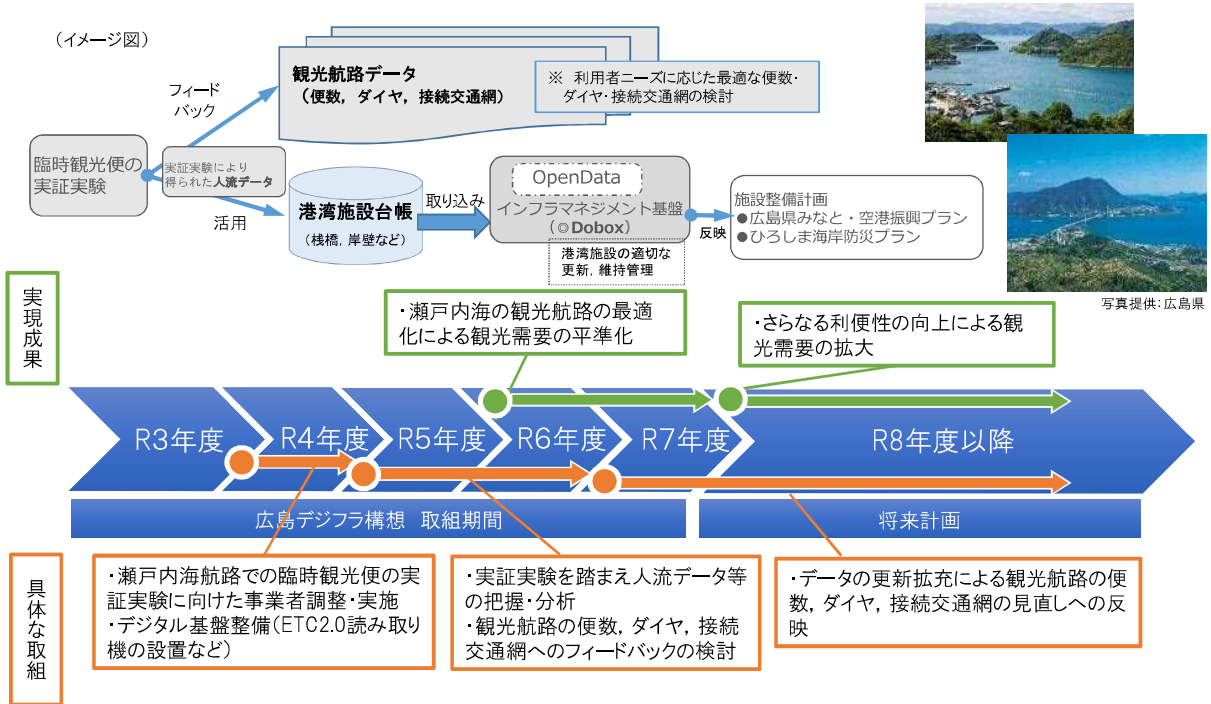 (イメージ図)
観光航路データ
(便数, ダイヤ, 接続交通網)
※ 利用者ニーズに応じた最適な便数・
ダイヤ・接続交通網の検討
フィード
バック
臨時観光便の
実証実験
実証実験により
得られた人流データ
活用
港湾施設台帳
(桟橋, 岸壁など)
取り込み
OpenData
インフラマネジメント基盤
(◎Dobox)
港湾施設の適切な
更新, 維持管理
反映
施設整備計画
●広島県みなと・空港振興プラン
●ひろしま海岸防災プラン
写真提供:広島県
実現成果
・瀬戸内海の観光航路の最適
化による観光需要の平準化
・さらなる利便性の向上による観
光需要の拡大
R3年度
R4年度
R5年度
R6年度
R7年度
R8年度以降
広島デジフラ構想 取組期間
将来計画
具体な取組
・瀬戸内海航路での臨時観光便の実
証実験に向けた事業者調整・実施
・デジタル基盤整備(ETC2.0読み取り
機の設置など)
・実証実験を踏まえ人流データ等
の把握・分析
・観光航路の便数, ダイヤ, 接続
交通網へのフィードバックの検討
・データの更新拡充による観光航路の便
数, ダイヤ, 接続交通網の見直しへの反
映